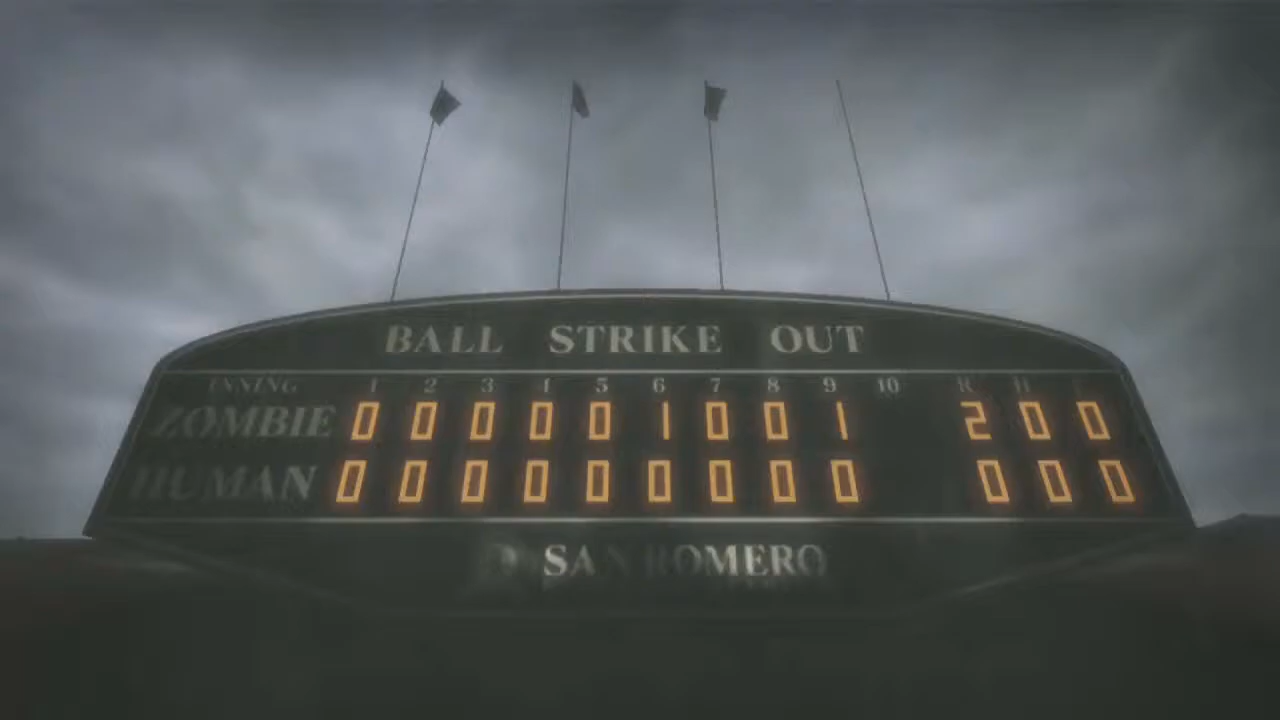 BALL STRIKE OUT
INNING 1 2 3 4 5 6 7 8 9 10 R H
ZOMBIE 0 0 0 0 0 1 0 0 1 2 0 0
HUMAN 0 0 0 0 0 0 0 0 0 0 0 0
SAN ROMERO